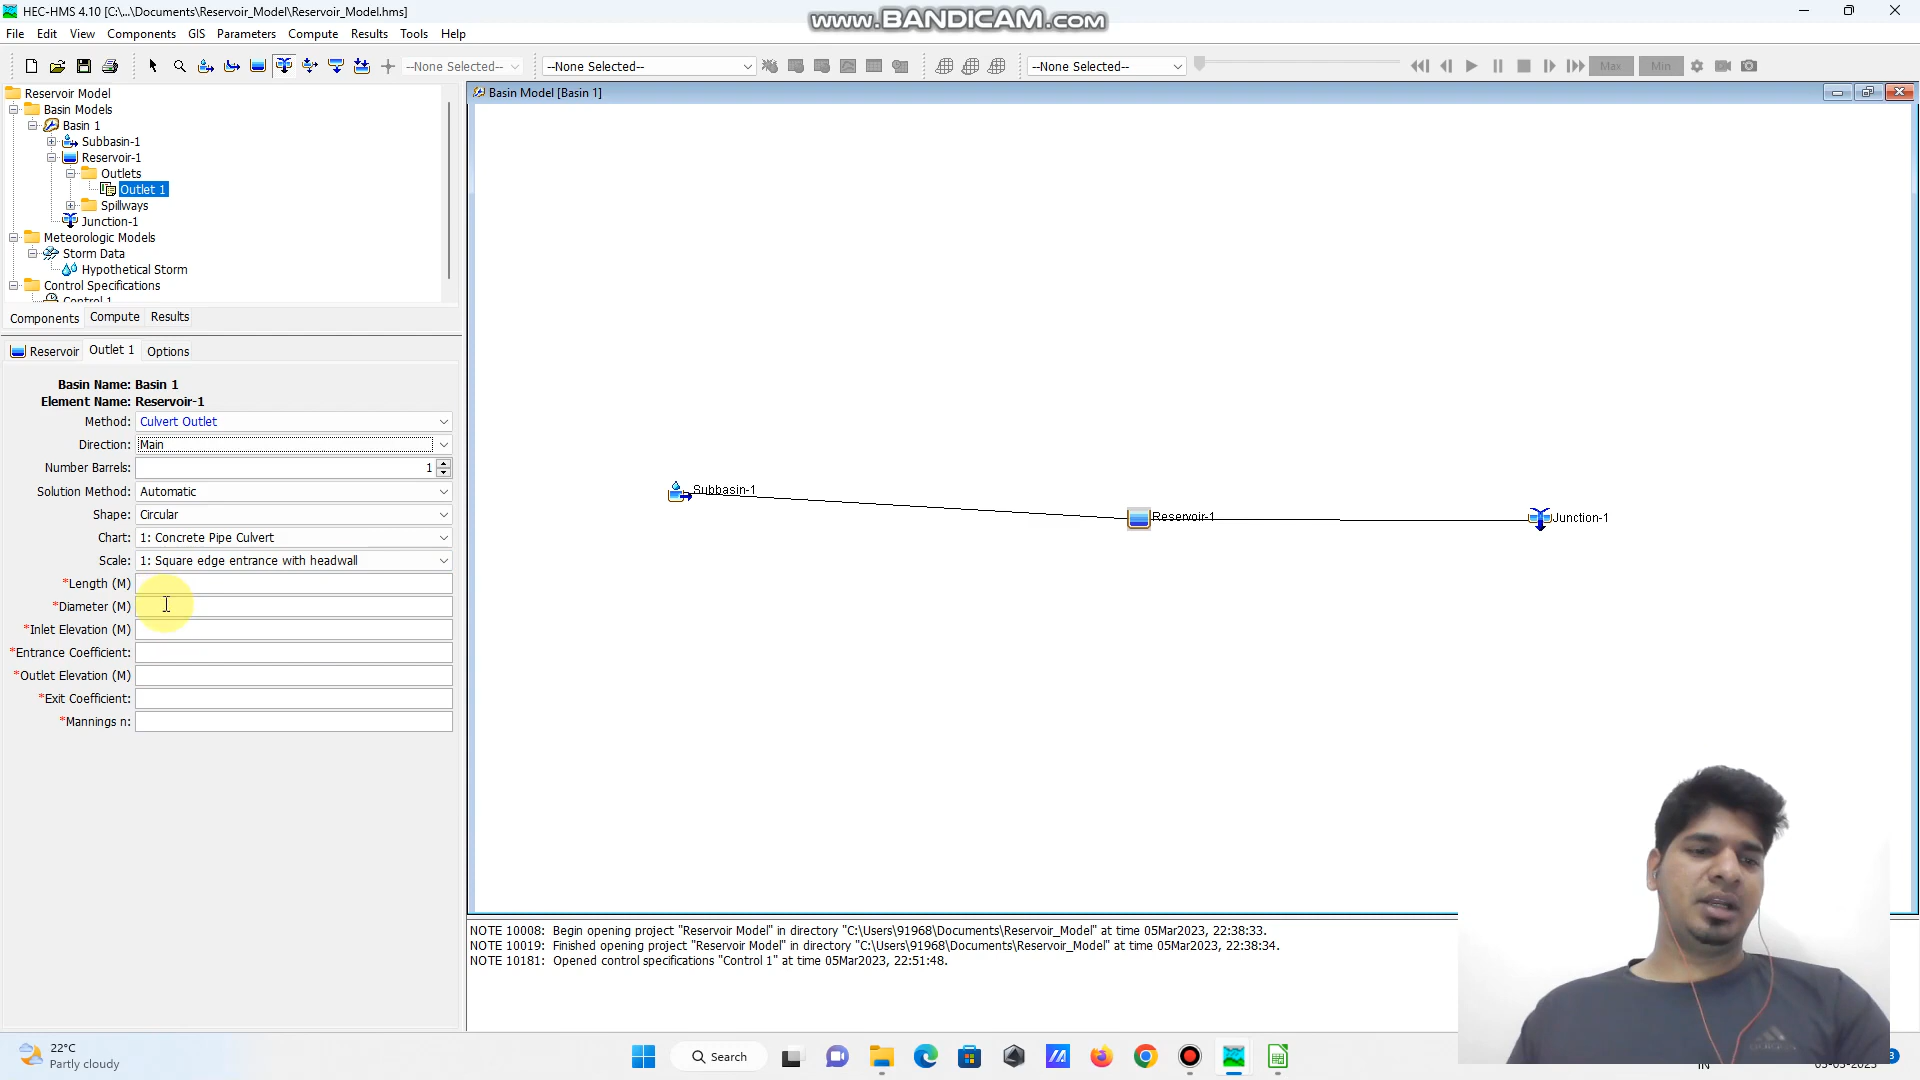 HEC-HMS 4.10 [C:\...\Documents\Reservoir_Model\Reservoir_Model.hms]
www.BANDICAM.com
File Edit View Components GIS Parameters Compute Results Tools Help
--None Selected-- --None Selected-- --None Selected-- Max Min
Reservoir Model
Basin Models
Basin 1
Subbasin-1
Reservoir-1
Outlets
Outlet 1
Spillways
Junction-1
Meteorologic Models
Storm Data
Hypothetical Storm
Control Specifications
Control 1
Components Compute Results
Reservoir Outlet 1 Options
Basin Name: Basin 1
Element Name: Reservoir-1
Method: Culvert Outlet
Direction: Main
Number Barrels: 1
Solution Method: Automatic
Shape: Circular
Chart: 1: Concrete Pipe Culvert
Scale: 1: Square edge entrance with headwall
*Length (M)
*Diameter (M)
*Inlet Elevation (M)
*Entrance Coefficient:
*Outlet Elevation (M)
*Exit Coefficient:
*Mannings n:
Basin Model [Basin 1]
Subbasin-1
Reservoir-1
Junction-1
NOTE 10008: Begin opening project "Reservoir Model" in directory "C:\Users\91968\Documents\Reservoir_Model" at time 05Mar2023, 22:38:33.
NOTE 10019: Finished opening project "Reservoir Model" in directory "C:\Users\91968\Documents\Reservoir_Model" at time 05Mar2023, 22:38:34.
NOTE 10181: Opened control specifications "Control 1" at time 05Mar2023, 22:51:48.
22°C
Partly cloudy
Search